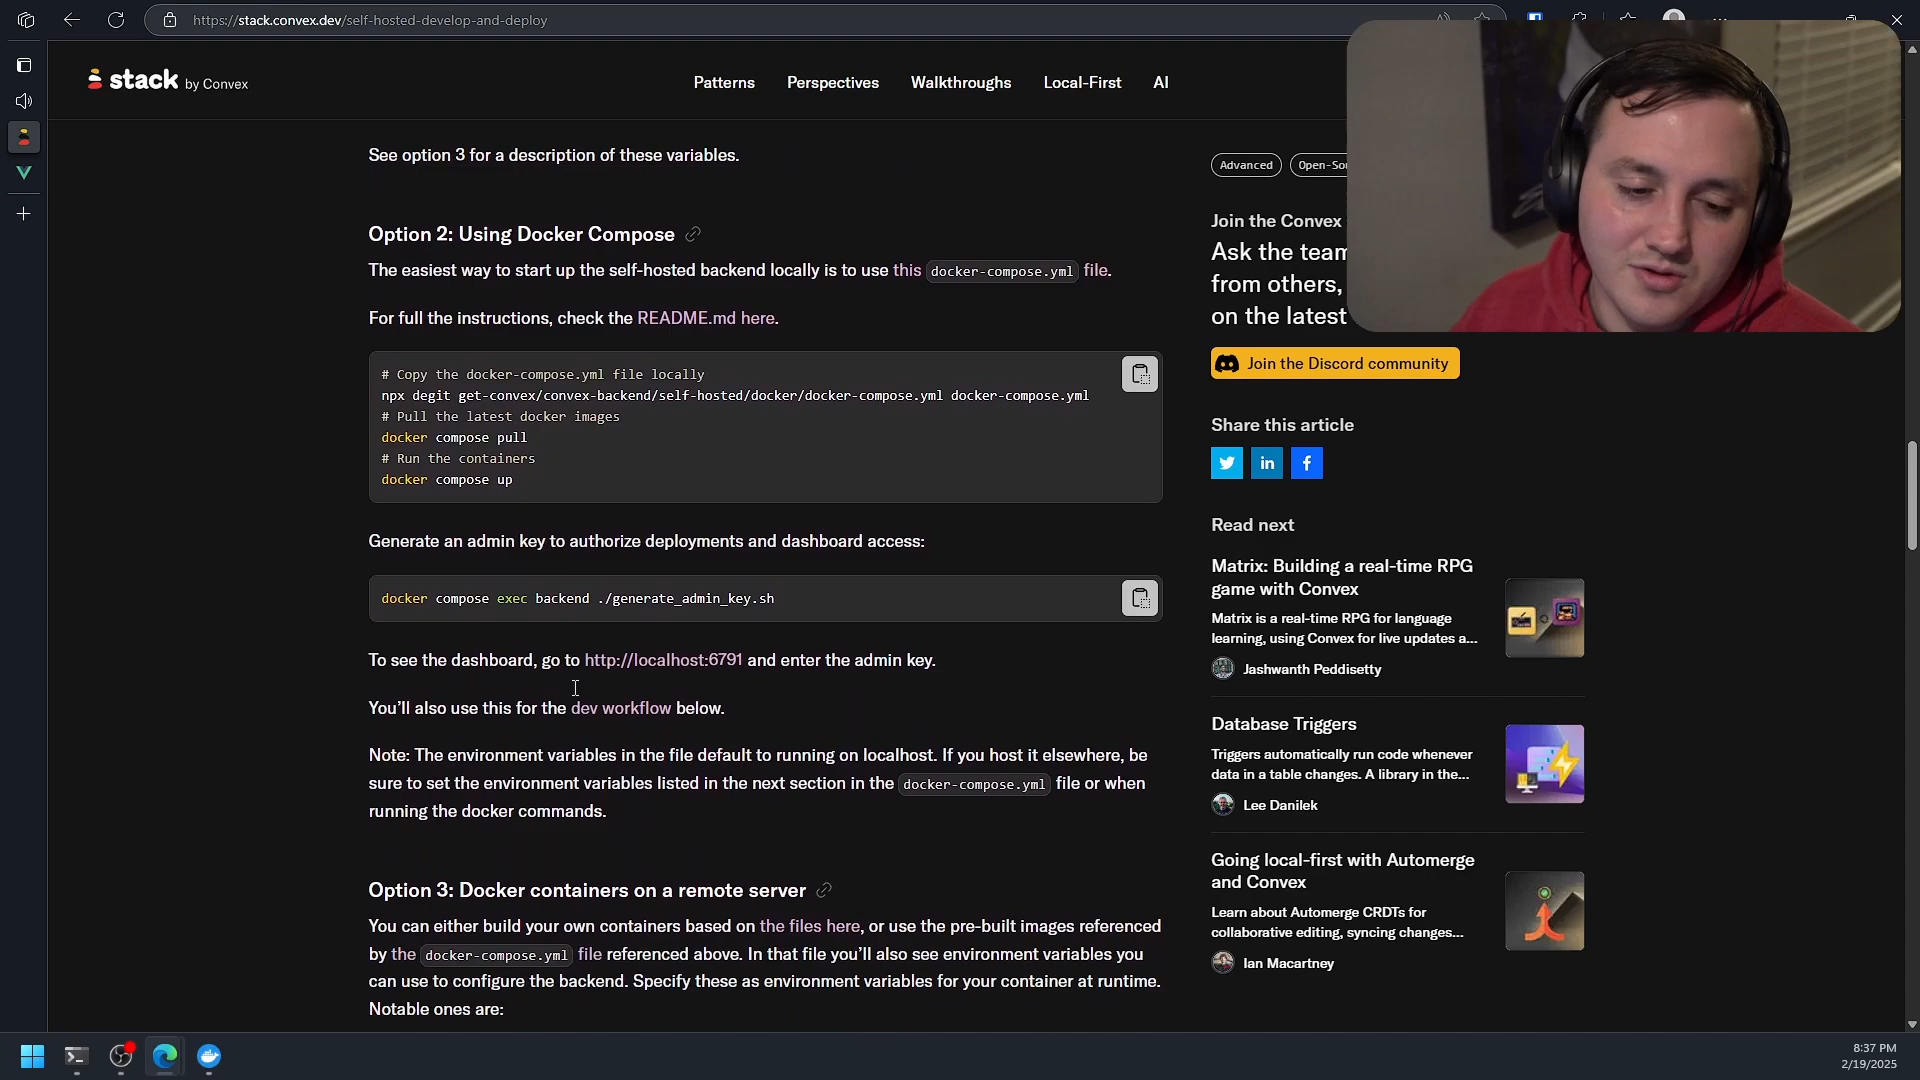 https://stack.convex.dev/self-hosted-develop-and-deploy
stack by Convex
Patterns
Perspectives
Walkthroughs
Local-First
AI
See option 3 for a description of these variables.
Option 2: Using Docker Compose
The easiest way to start up the self-hosted backend locally is to use this docker-compose.yml file.
For full the instructions, check the README.md here.
# Copy the docker-compose.yml file locally
npx degit get-convex/convex-backend/self-hosted/docker/docker-compose.yml docker-compose.yml
# Pull the latest docker images
docker compose pull
# Run the containers
docker compose up
Generate an admin key to authorize deployments and dashboard access:
docker compose exec backend ./generate_admin_key.sh
To see the dashboard, go to http://localhost:6791 and enter the admin key.
You’ll also use this for the dev workflow below.
Note: The environment variables in the file default to running on localhost. If you host it elsewhere, be
sure to set the environment variables listed in the next section in the docker-compose.yml file or when
running the docker commands.
Option 3: Docker containers on a remote server
You can either build your own containers based on the files here, or use the pre-built images referenced
by the docker-compose.yml file referenced above. In that file you’ll also see environment variables you
can use to configure the backend. Specify these as environment variables for your container at runtime.
Notable ones are:
Advanced
Open-So
Join the Convex
Ask the team
from others,
on the latest
Join the Discord community
Share this article
Read next
Matrix: Building a real-time RPG
game with Convex
Matrix is a real-time RPG for language
learning, using Convex for live updates a...
Jashwanth Peddisetty
Database Triggers
Triggers automatically run code whenever
data in a table changes. A library in the...
Lee Danilek
Going local-first with Automerge
and Convex
Learn about Automerge CRDTs for
collaborative editing, syncing changes...
Ian Macartney
8:37 PM
2/19/2025